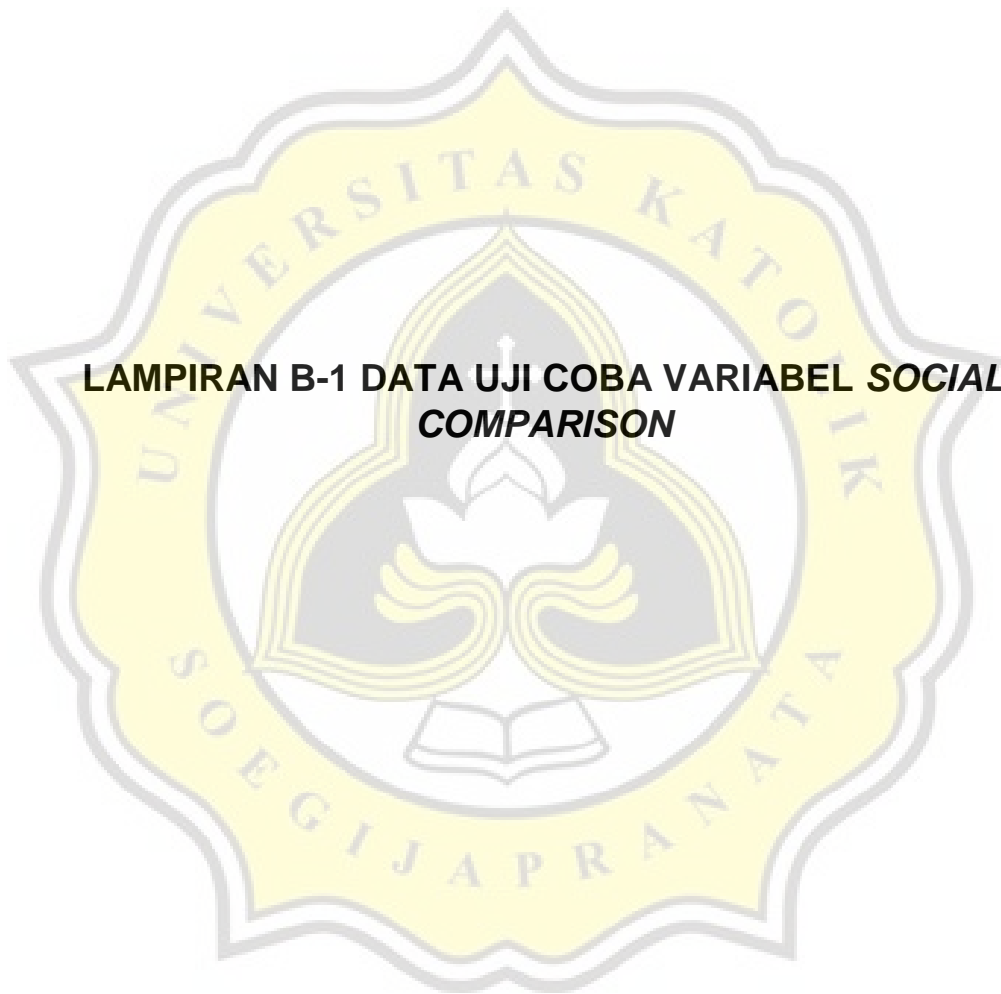 UNIVERSITAS KATOLIK
LAMPIRAN B-1 DATA UJI COBA VARIABEL SOCIAL
COMPARISON
SOEGIJAPRANATA